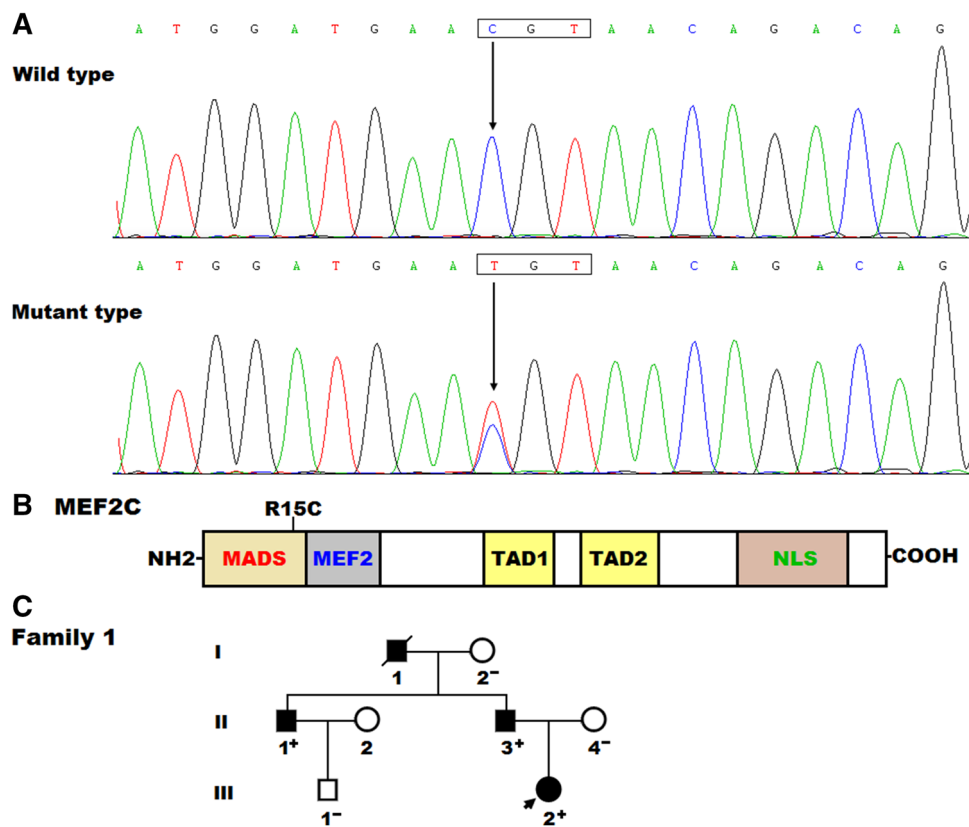 A
A T G G A T G A A C G T A A C A G A C A G
Wild type
A T G G A T G A A T G T A A C A G A C A G
Mutant type
B MEF2C
R15C
NH2- MADS MEF2 TAD1 TAD2 NLS -COOH
C
Family 1
I
1 2⁻
II
1⁺ 2 3⁺ 4⁻
III
1⁻ 2⁺